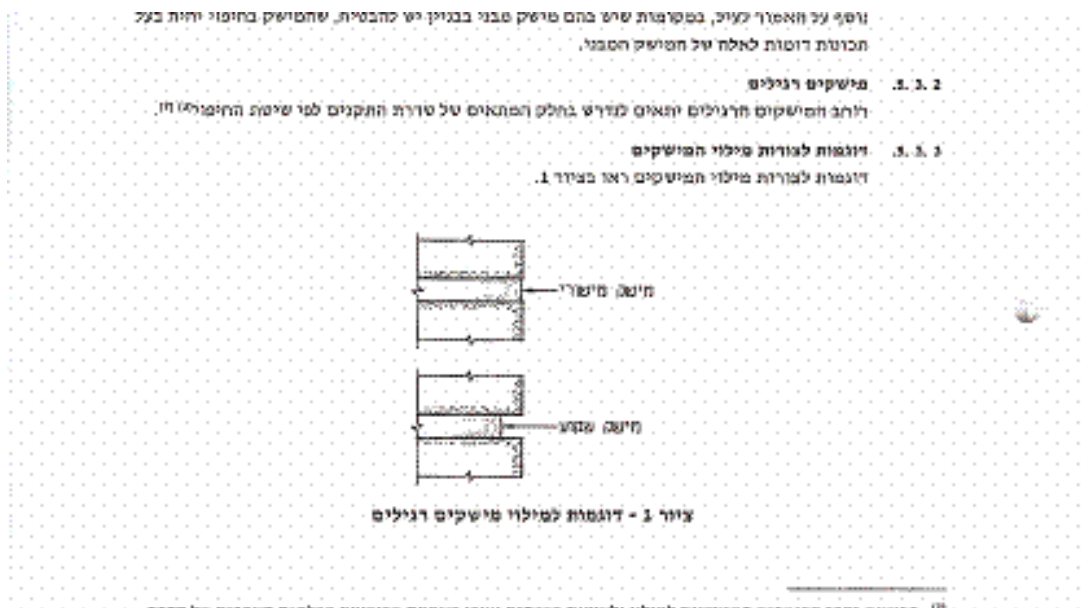 נוסף על האמור לעיל, במקומות שיש בהם מישק מבני בבניין יש להבטיח, שהמישק בחיפוי יהיה בעל
תכונות דומות לאלה של המישק המבני.
5.3.2. מישקים רגילים
רוחב המישקים הרגילים יתאים לנדרש בחלק המתאים של סדרת התקנים לפי שיטת החיפוי.
5.3.3. דוגמות לצורות מילוי המישקים
דוגמות לצורות מילוי המישקים ראו בציור 1.
מישק מישורי
מישק שקוע
ציור 1 - דוגמות למילוי מישקים רגילים